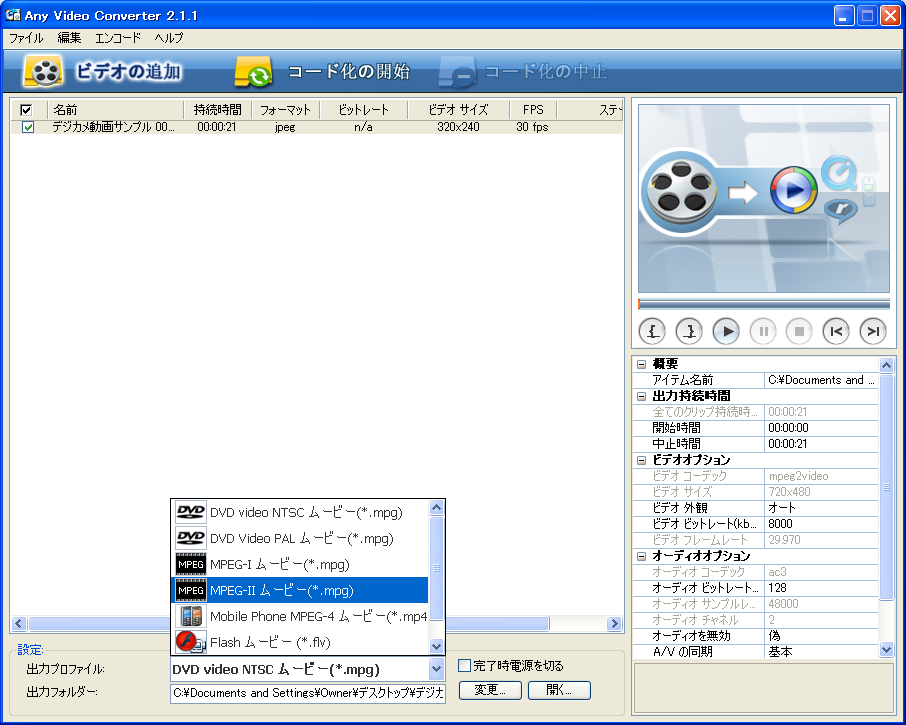 Any Video Converter 2.1.1
ファイル 編集 エンコード ヘルプ
ビデオの追加 コード化の開始 コード化の中止
名前 持続時間 フォーマット ビットレート ビデオ サイズ FPS ステ
デジカメ動画サンプル 00... 00:00:21 jpeg n/a 320x240 30 fps
概要
アイテム名前 C:¥Documents and ...
出力持続時間
全てのクリップ持続時... 00:00:21
開始時間 00:00:00
中止時間 00:00:21
ビデオオプション
ビデオ コーデック mpeg2video
ビデオ サイズ 720x480
ビデオ 外観 オート
ビデオ ビットレート(kb... 8000
ビデオ フレームレート 29.970
オーディオオプション
オーディオ コーデック ac3
オーディオ ビットレート... 128
オーディオ サンプルレ... 48000
オーディオ チャネル 2
オーディオを無効 偽
A/V の同期 基本
DVD DVD video NTSC ムービー(*.mpg)
DVD DVD Video PAL ムービー(*.mpg)
MPEG MPEG-I ムービー(*.mpg)
MPEG MPEG-II ムービー(*.mpg)
Mobile Phone MPEG-4 ムービー(*.mp4
Flash ムービー (*.flv)
設定:
出力プロファイル: DVD video NTSC ムービー(*.mpg) 完了時電源を切る
出力フォルダー: C:¥Documents and Settings¥Owner¥デスクトップ¥デジカ 変更... 開く...